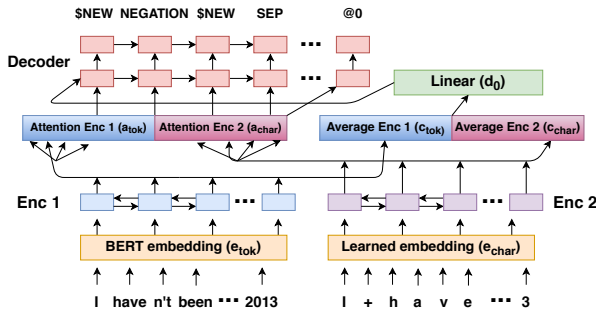 $NEW NEGATION $NEW SEP @0
Decoder
Linear (d0)
Attention Enc 1 (atok) Attention Enc 2 (achar) Average Enc 1 (ctok) Average Enc 2 (cchar)
Enc 1 Enc 2
BERT embedding (etok) Learned embedding (echar)
I have n't been ••• 2013 I + h a v e ••• 3